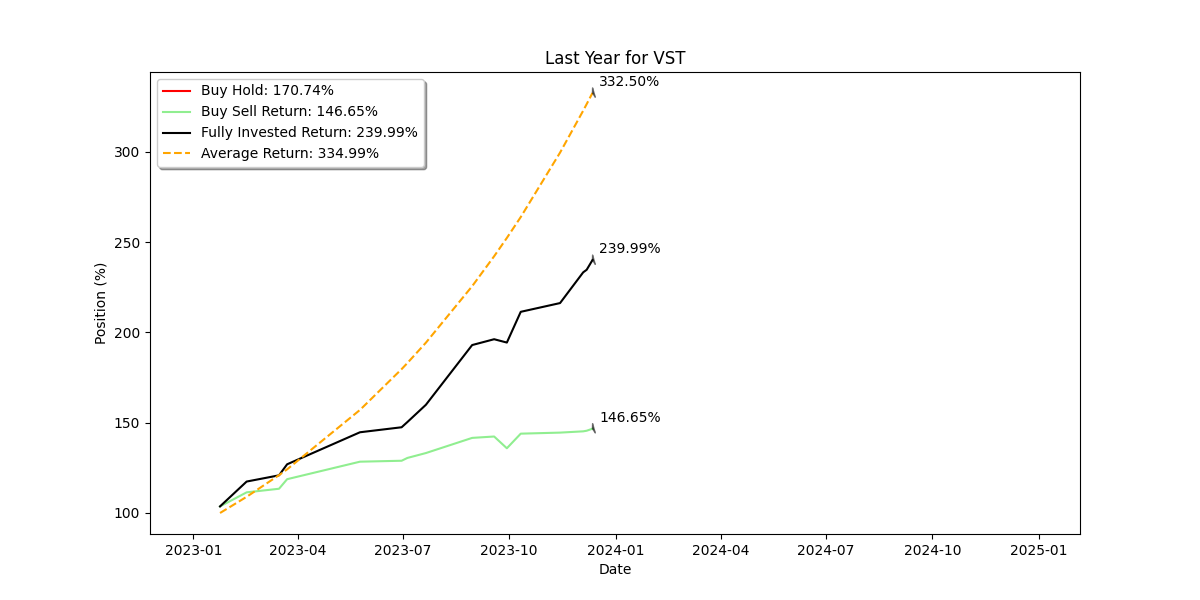 Last Year for VST
Buy Hold: 170.74%
Buy Sell Return: 146.65%
Fully Invested Return: 239.99%
Average Return: 334.99%
332.50%
239.99%
146.65%
Position (%)
300
250
200
150
100
2023-01
2023-04
2023-07
2023-10
2024-01
2024-04
2024-07
2024-10
2025-01
Date